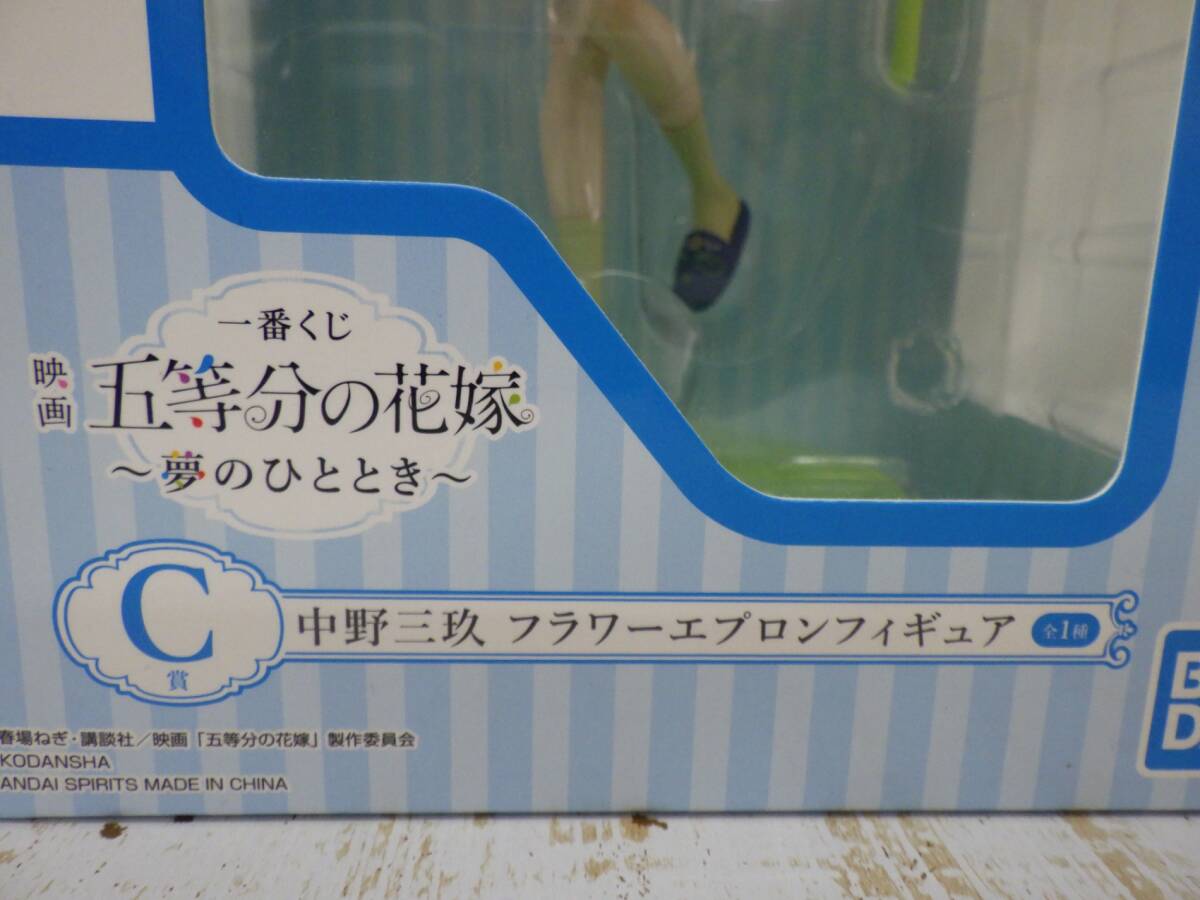 一番くじ
映画 五等分の花嫁
～夢のひととき～
C賞 中野三玖 フラワーエプロンフィギュア 全1種
春場ねぎ・講談社／映画「五等分の花嫁」製作委員会
KODANSHA
ANDAI SPIRITS MADE IN CHINA